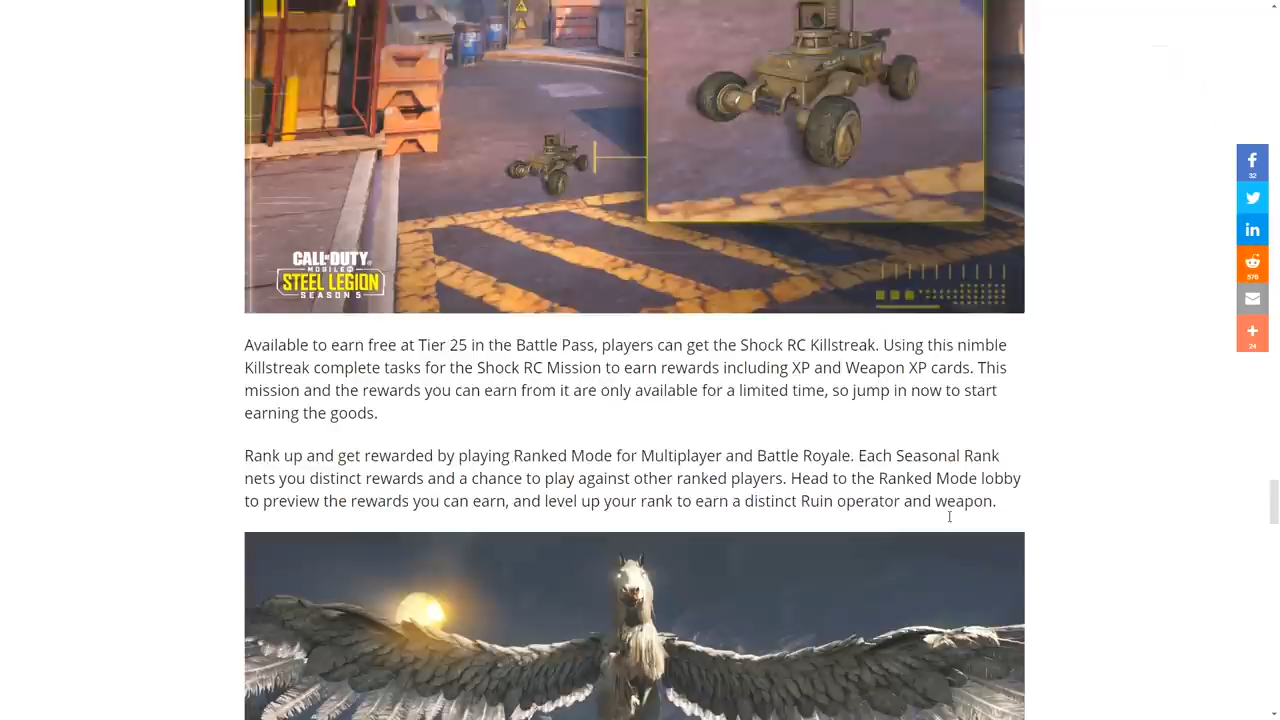 CALL OF DUTY
MOBILE
STEEL LEGION
SEASON 5
Available to earn free at Tier 25 in the Battle Pass, players can get the Shock RC Killstreak. Using this nimble
Killstreak complete tasks for the Shock RC Mission to earn rewards including XP and Weapon XP cards. This
mission and the rewards you can earn from it are only available for a limited time, so jump in now to start
earning the goods.
Rank up and get rewarded by playing Ranked Mode for Multiplayer and Battle Royale. Each Seasonal Rank
nets you distinct rewards and a chance to play against other ranked players. Head to the Ranked Mode lobby
to preview the rewards you can earn, and level up your rank to earn a distinct Ruin operator and weapon.
32
576
24